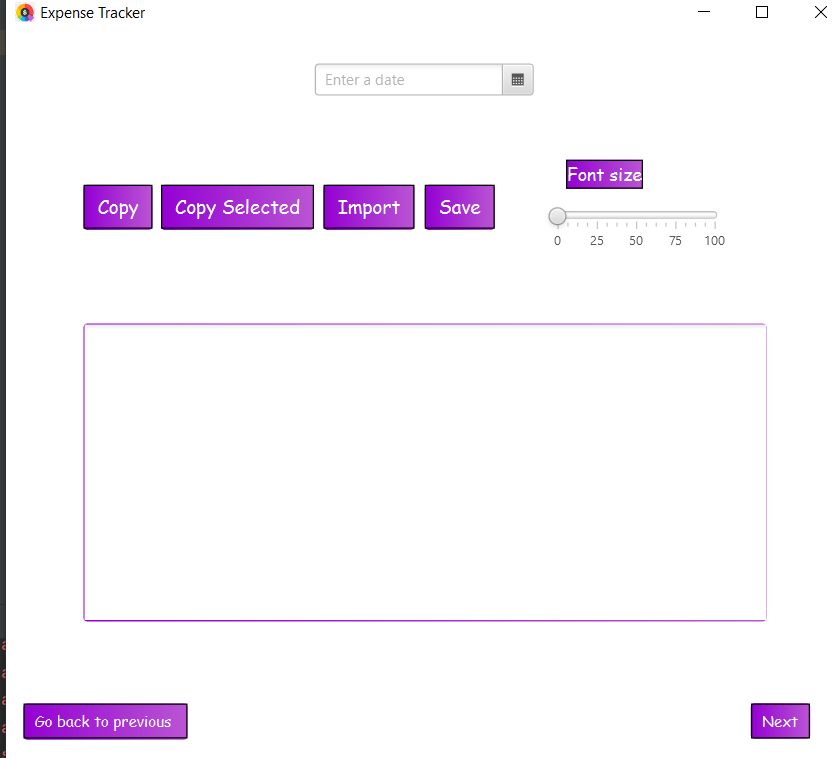 Expense Tracker
Enter a date
Font size
Copy Copy Selected Import Save
0 25 50 75 100
Go back to previous Next